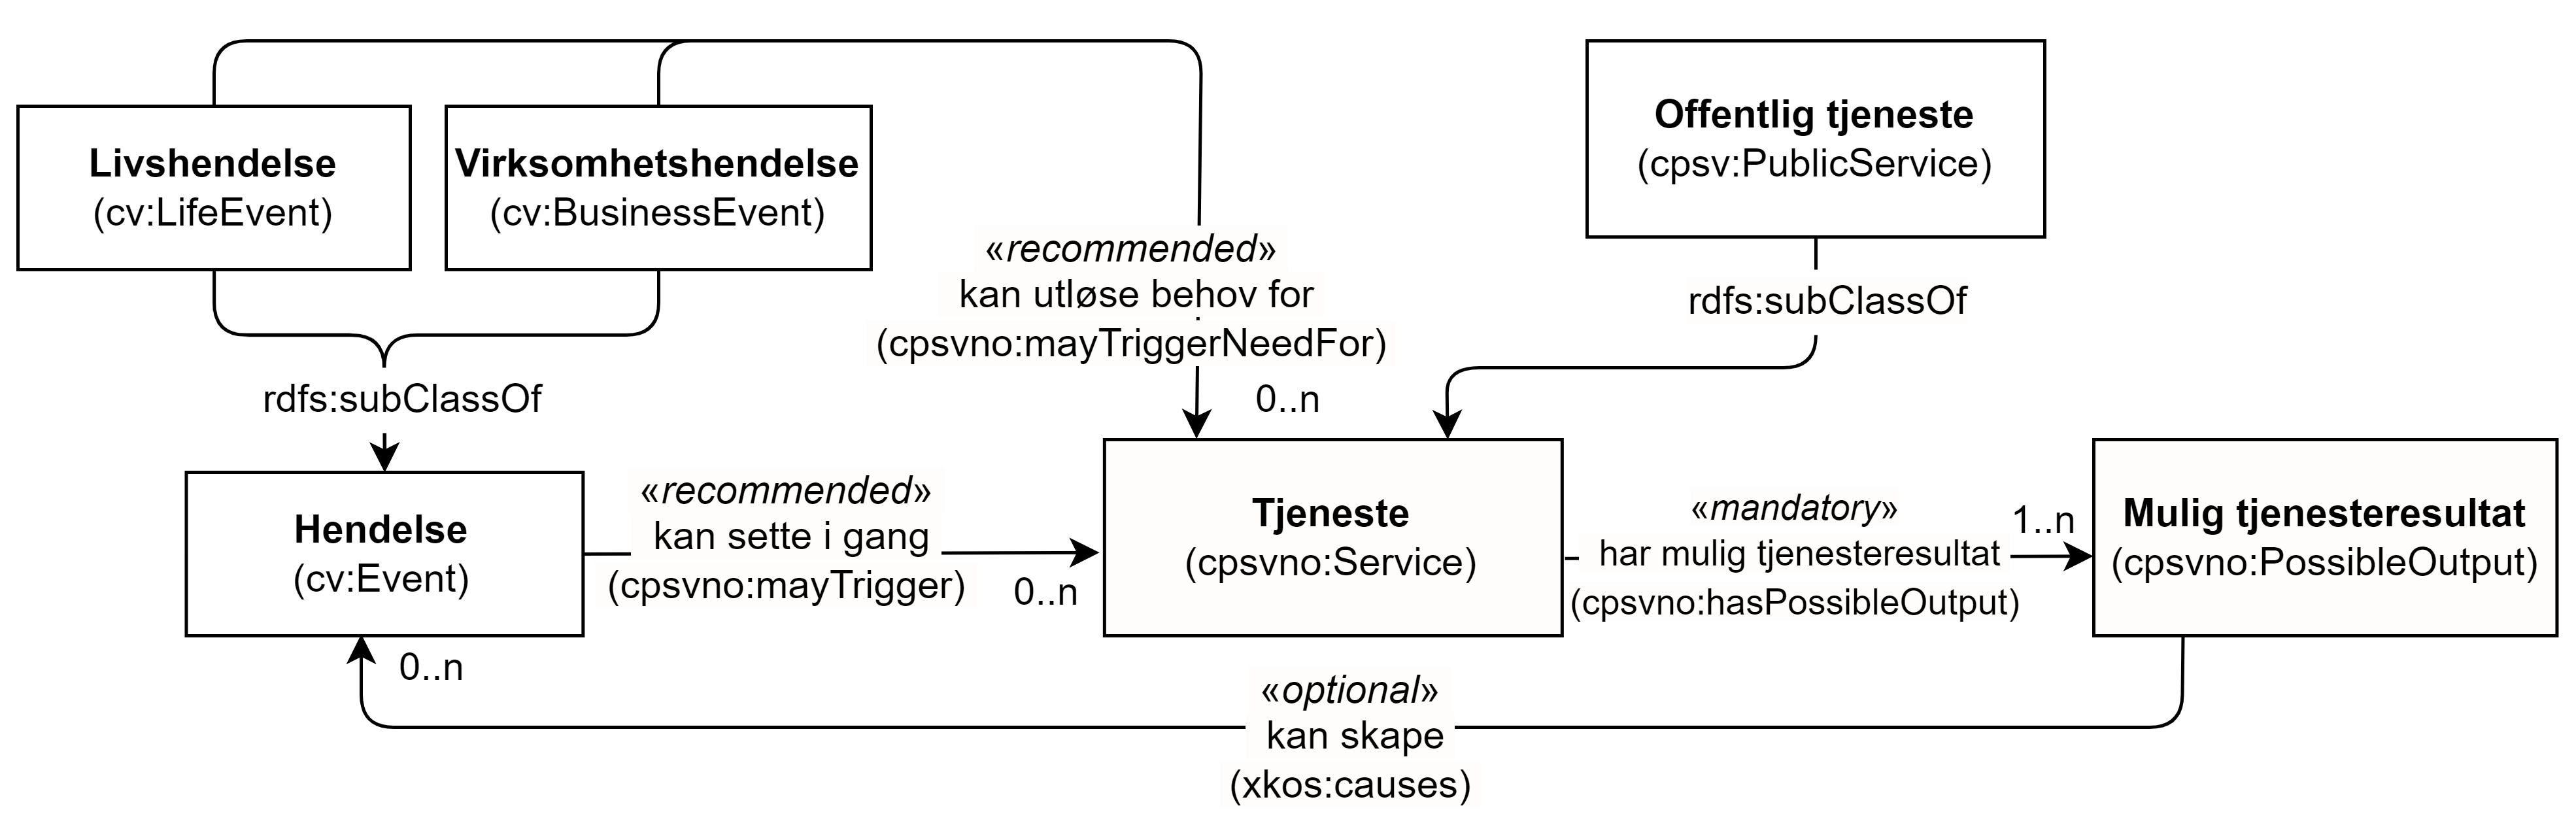 Livshendelse
(cv:LifeEvent)
Virksomhetshendelse
(cv:BusinessEvent)
Offentlig tjeneste
(cpsv:PublicService)
«recommended»
kan utløse behov for
(cpsvno:mayTriggerNeedFor)
0..n
rdfs:subClassOf
rdfs:subClassOf
Hendelse
(cv:Event)
«recommended»
kan sette i gang
(cpsvno:mayTrigger)
0..n
Tjeneste
(cpsvno:Service)
«mandatory»
har mulig tjenesteresultat
(cpsvno:hasPossibleOutput)
1..n
Mulig tjenesteresultat
(cpsvno:PossibleOutput)
0..n
«optional»
kan skape
(xkos:causes)